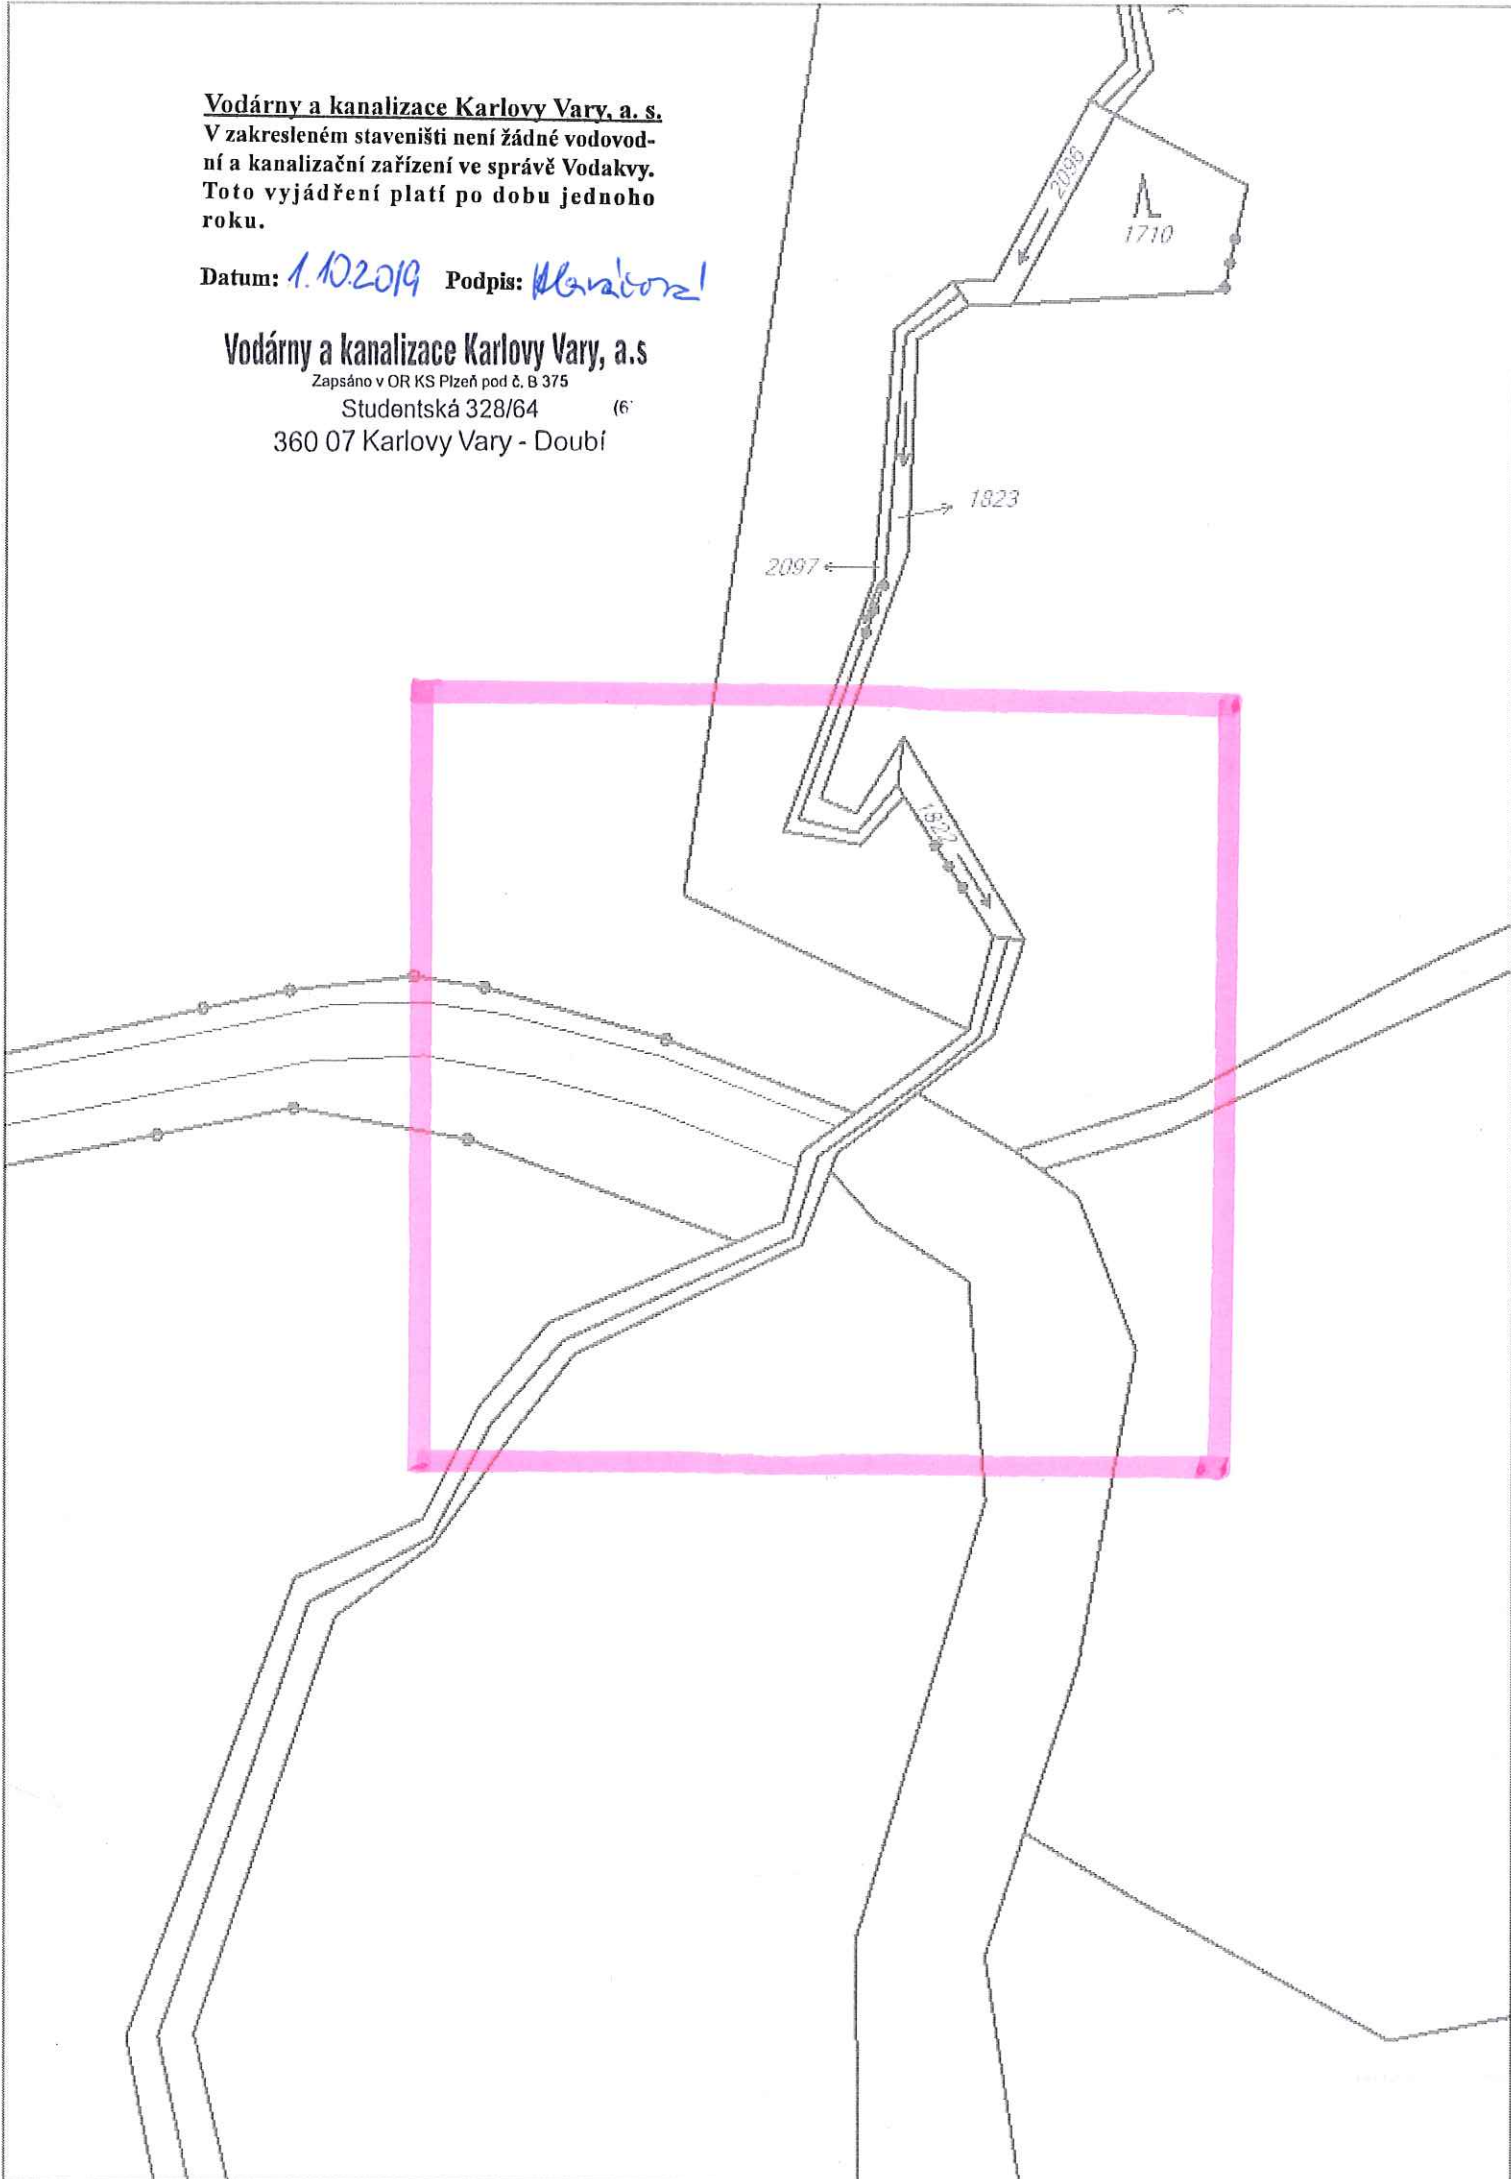 Vodárny a kanalizace Karlovy Vary, a. s.
V zakresleném staveništi není žádné vodovod-
ní a kanalizační zařízení ve správě Vodakvy.
Toto vyjádření platí po dobu jednoho
roku.
Datum: 1.10.2019 Podpis:
Vodárny a kanalizace Karlovy Vary, a.s
Zapsáno v OR KS Plzeň pod č. B 375
Studentská 328/64 (6
360 07 Karlovy Vary - Doubí
2096
1710
1823
2097
1822